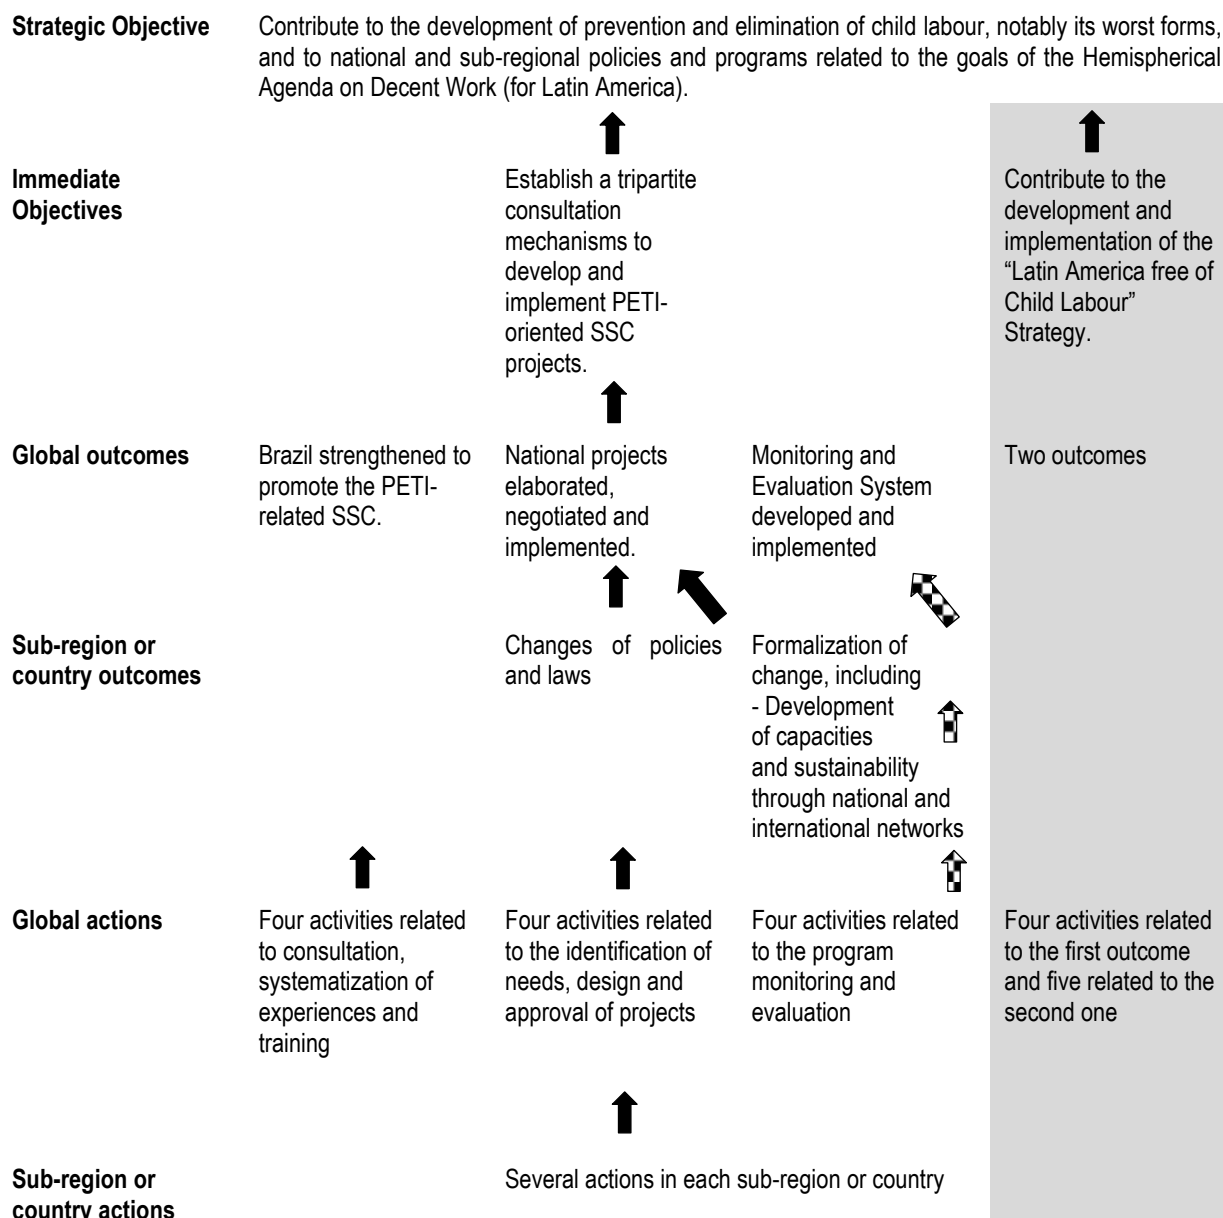 Strategic Objective
Contribute to the development of prevention and elimination of child labour, notably its worst forms,
and to national and sub-regional policies and programs related to the goals of the Hemispherical
Agenda on Decent Work (for Latin America).
Immediate
Objectives
Establish a tripartite
consultation
mechanisms to
develop and
implement PETI-
oriented SSC
projects.
Contribute to the
development and
implementation of the
“Latin America free of
Child Labour”
Strategy.
Global outcomes
Brazil strengthened to
promote the PETI-
related SSC.
National projects
elaborated,
negotiated and
implemented.
Monitoring and
Evaluation System
developed and
implemented
Two outcomes
Sub-region or
country outcomes
Changes of policies
and laws
Formalization of
change, including
- Development
of capacities
and sustainability
through national and
international networks
Global actions
Four activities related
to consultation,
systematization of
experiences and
training
Four activities related
to the identification of
needs, design and
approval of projects
Four activities related
to the program
monitoring and
evaluation
Four activities related
to the first outcome
and five related to the
second one
Sub-region or
country actions
Several actions in each sub-region or country